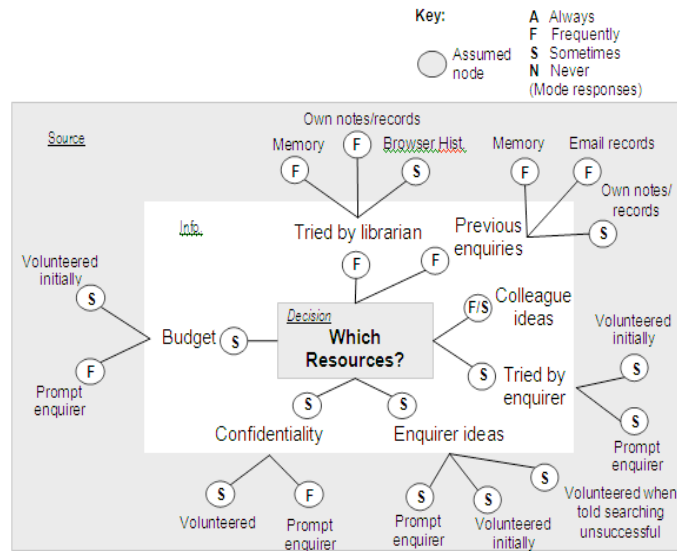 Key:
A Always
F Frequently
S Sometimes
N Never
(Mode responses)
Assumed
node
Source
Own notes/records
Memory
F
Browser Hist.
F
S
Memory
Email records
F
F
Own notes/
records
S
Info.
Tried by librarian
Previous
enquiries
F
F
Volunteered
initially
S
Budget
S
F
Prompt
enquirer
Decision
Which
Resources?
F/S
Colleague
ideas
S
Tried by
enquirer
Volunteered
initially
S
S
Prompt
enquirer
S
S
Confidentiality
Enquirer ideas
S
F
Volunteered
Prompt
enquirer
S
S
S
Prompt
enquirer
Volunteered
initially
Volunteered when
told searching
unsuccessful